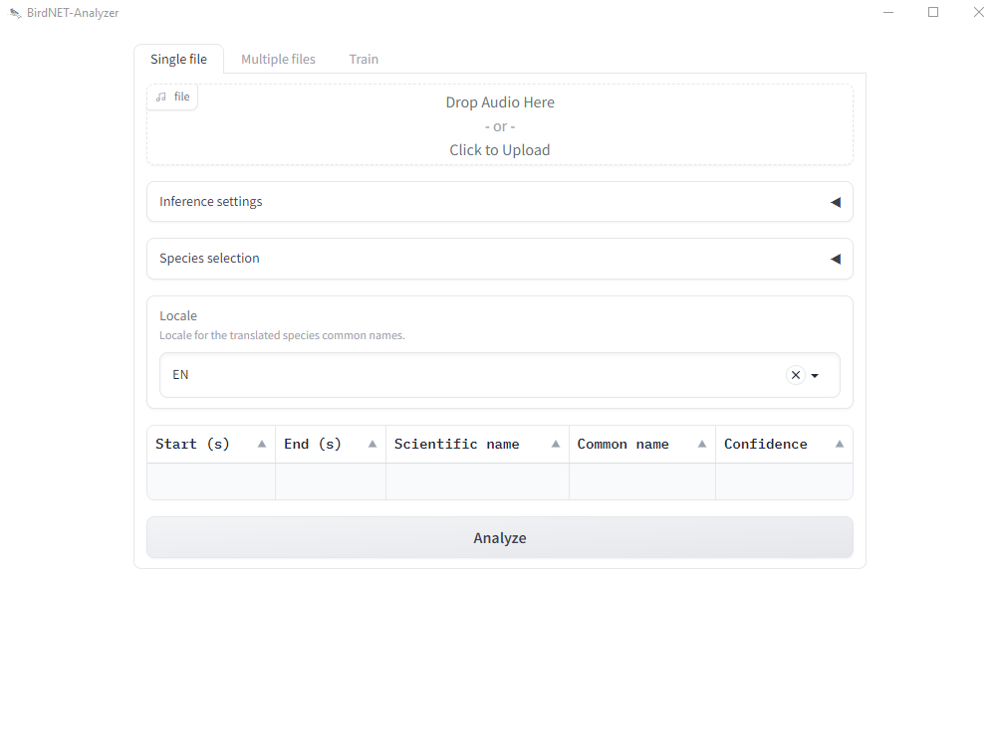 BirdNET-Analyzer
Single file Multiple files Train
file
Drop Audio Here
- or -
Click to Upload
Inference settings
Species selection
Locale
Locale for the translated species common names.
EN
Start (s) End (s) Scientific name Common name Confidence
Analyze